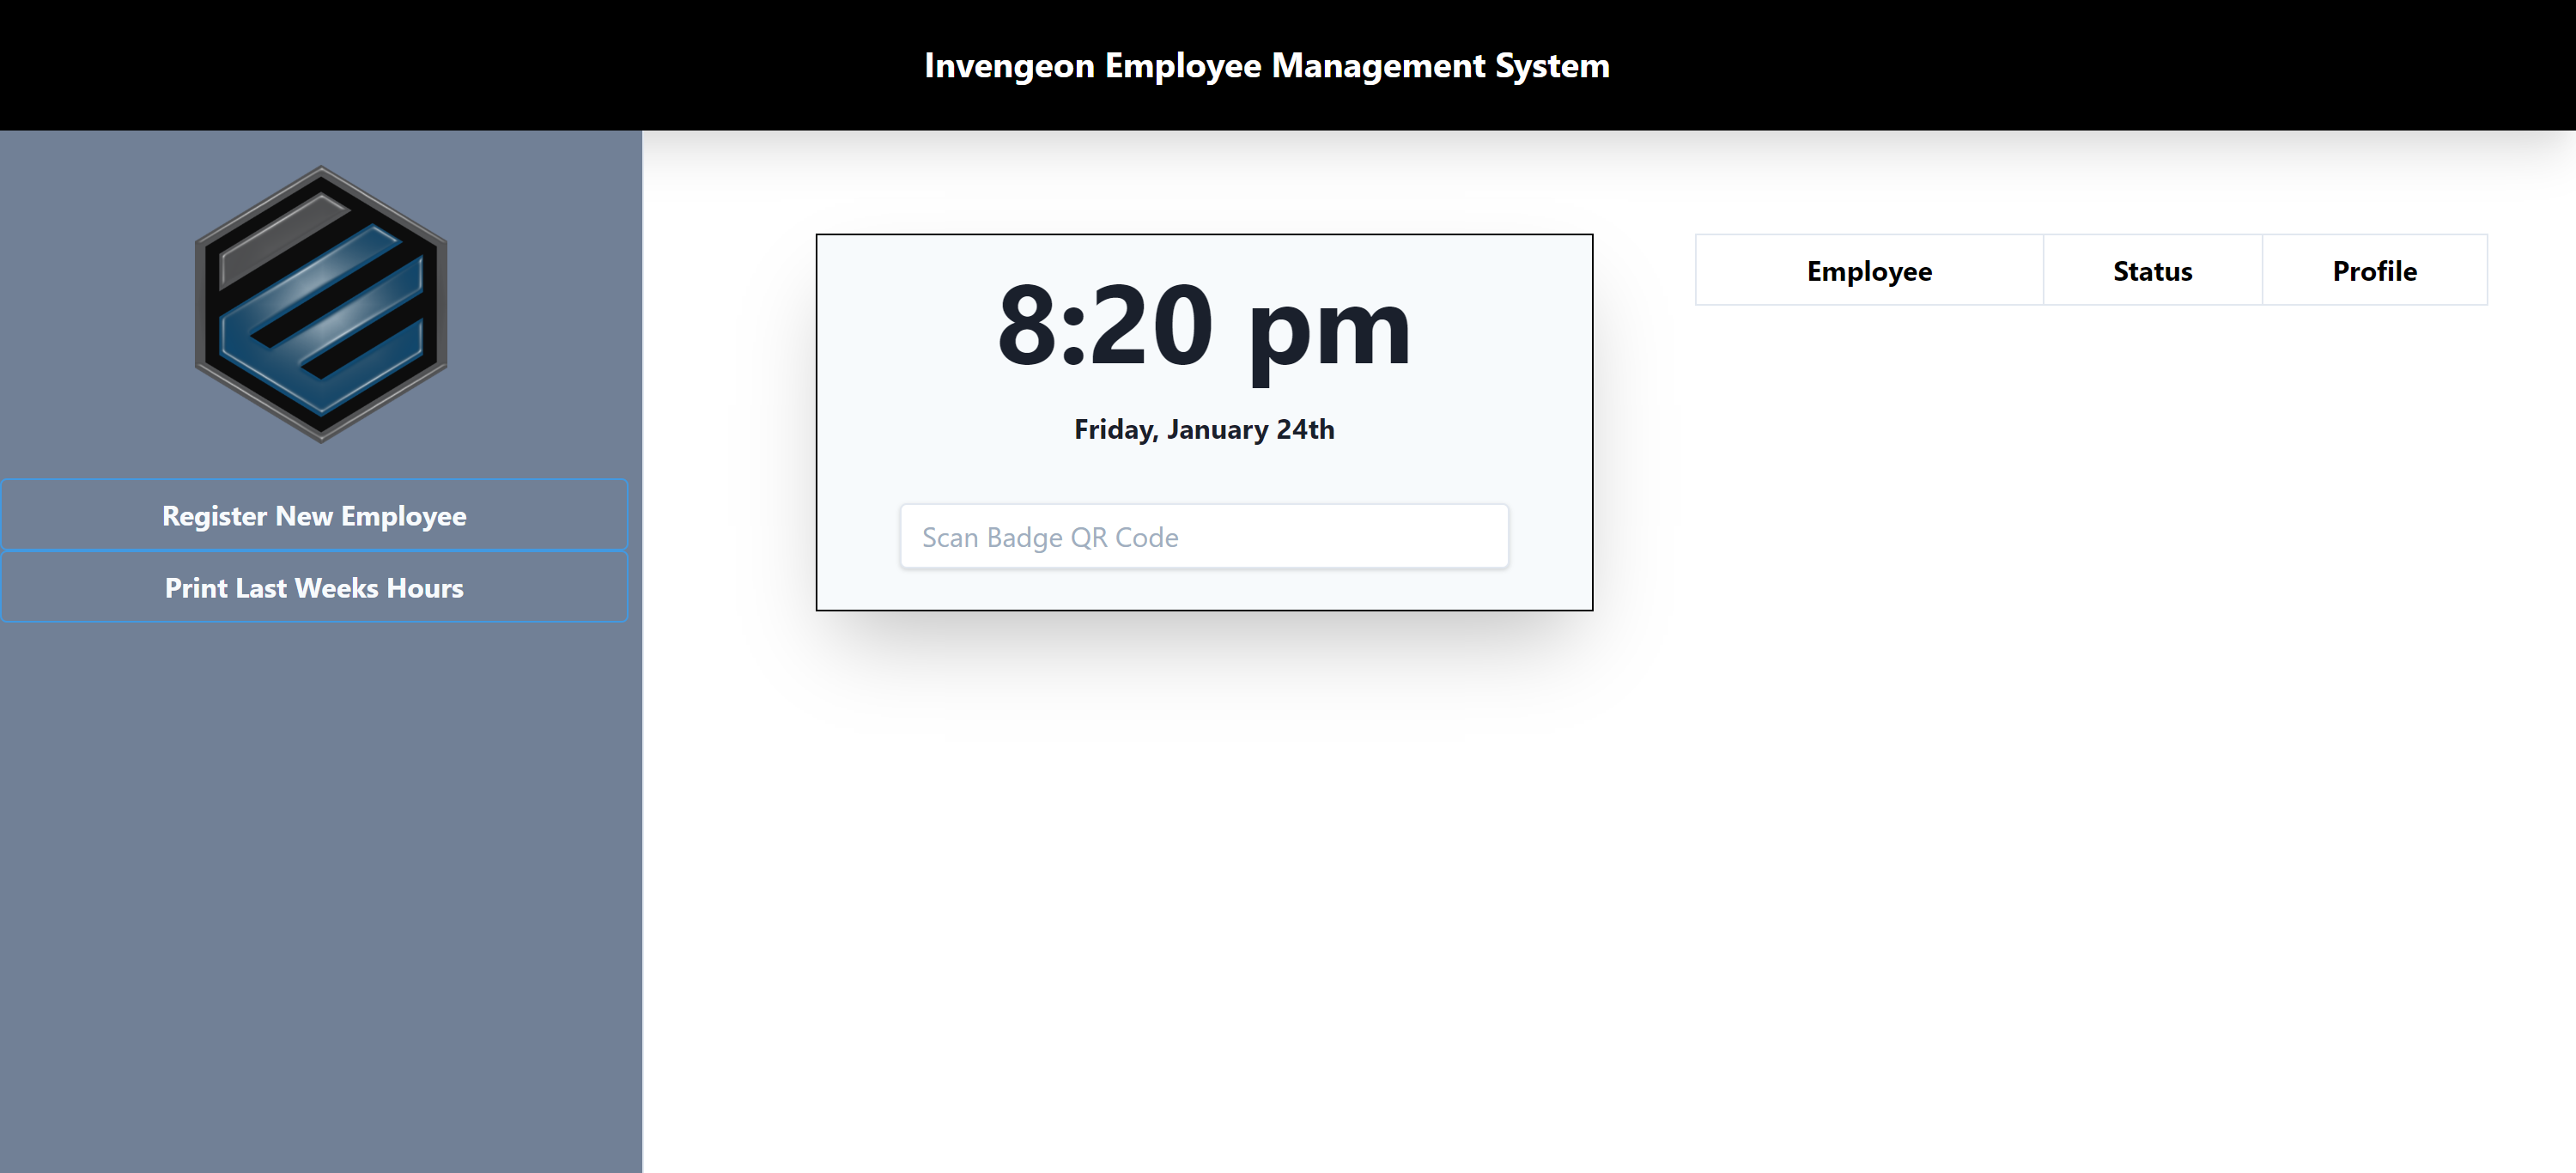 Invengeon Employee Management System
Register New Employee
Print Last Weeks Hours
8:20 pm
Friday, January 24th
Scan Badge QR Code
Employee Status Profile